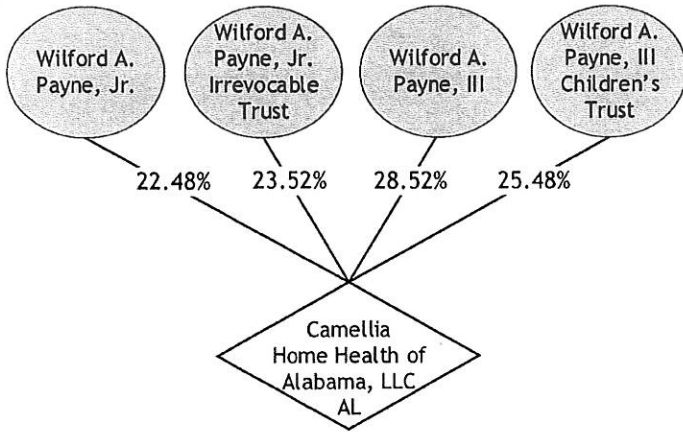 Wilford A.
Payne, Jr.
Wilford A.
Payne, Jr.
Irrevocable
Trust
Wilford A.
Payne, III
Wilford A.
Payne, III
Children's
Trust
22.48%
23.52%
28.52%
25.48%
Camellia
Home Health of
Alabama, LLC
AL